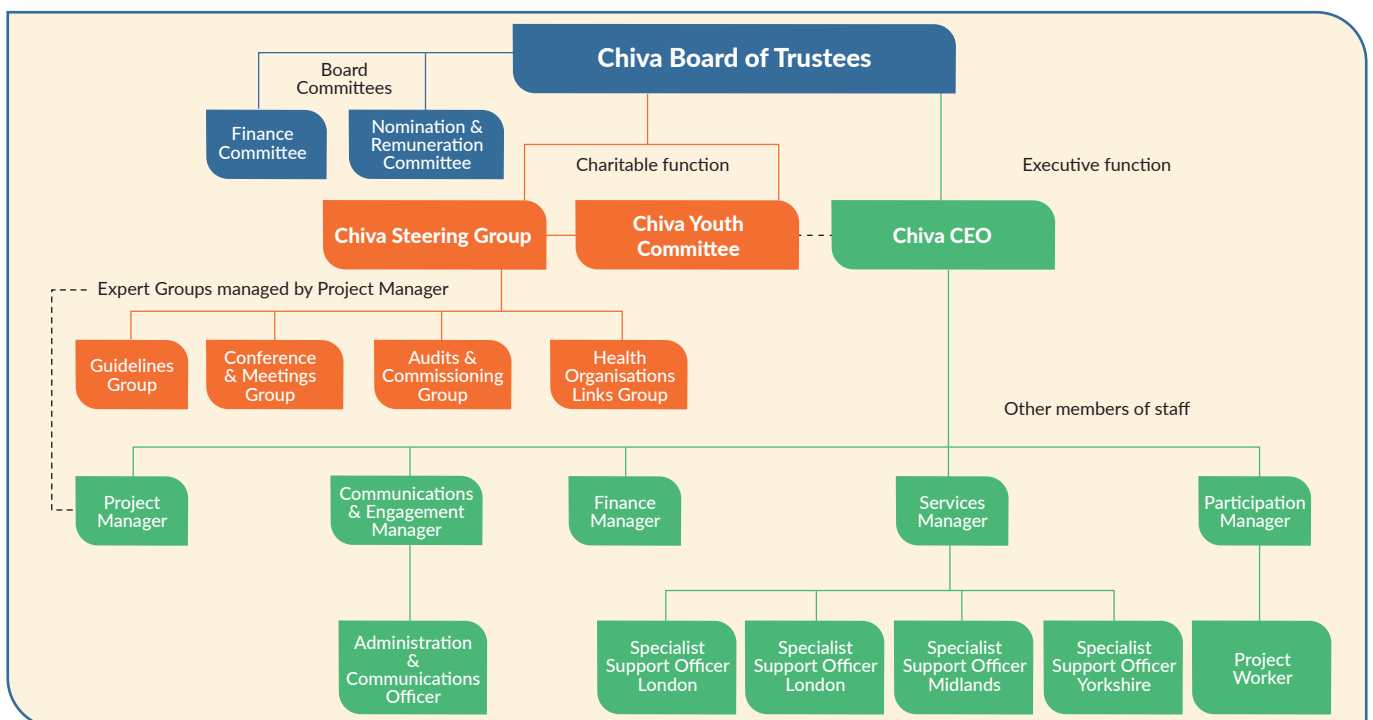 Chiva Board of Trustees
Board
Committees
Finance
Committee
Nomination &
Remuneration
Committee
Charitable function
Executive function
Chiva Steering Group
Chiva Youth
Committee
Chiva CEO
Expert Groups managed by Project Manager
Guidelines
Group
Conference
& Meetings
Group
Audits &
Commissioning
Group
Health
Organisations
Links Group
Other members of staff
Project
Manager
Communications
& Engagement
Manager
Finance
Manager
Services
Manager
Participation
Manager
Administration
&
Communications
Officer
Specialist
Support Officer
London
Specialist
Support Officer
London
Specialist
Support Officer
Midlands
Specialist
Support Officer
Yorkshire
Project
Worker